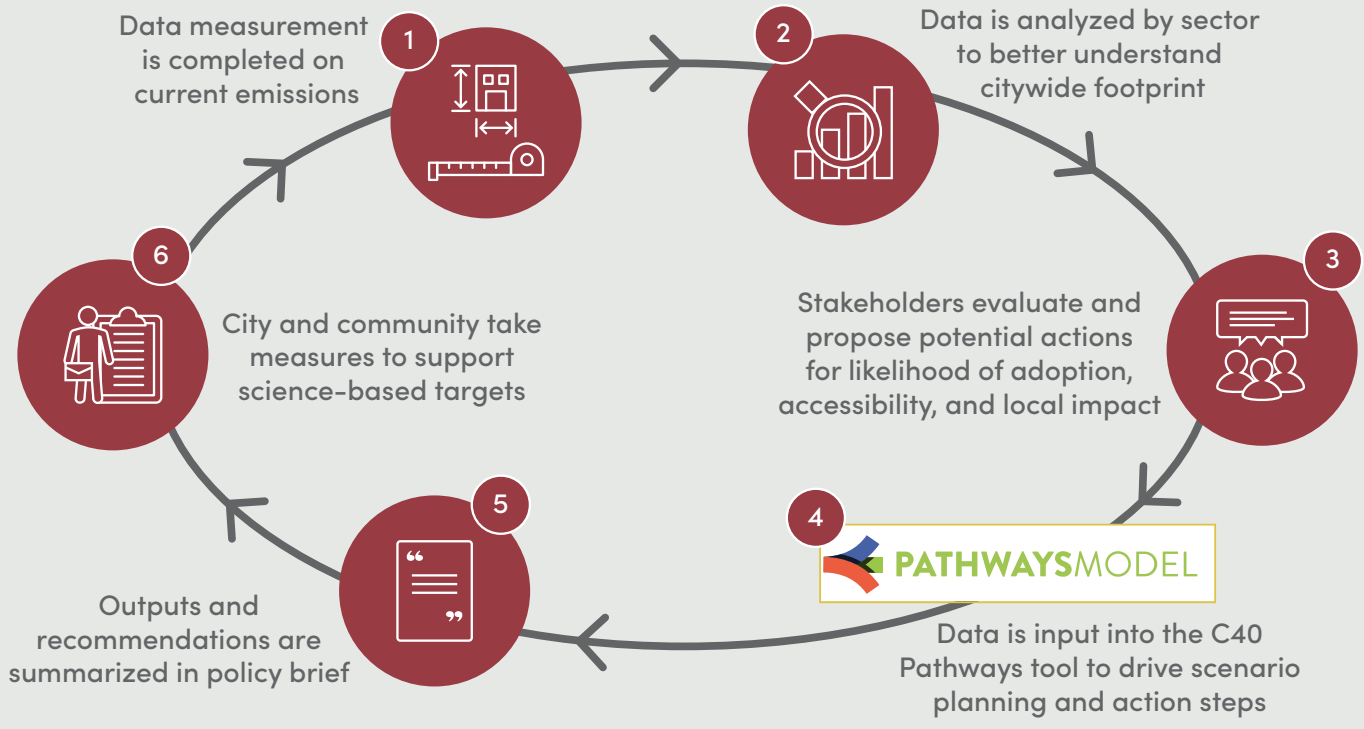 1
Data measurement
is completed on
current emissions
2
Data is analyzed by sector
to better understand
citywide footprint
3
Stakeholders evaluate and
propose potential actions
for likelihood of adoption,
accessibility, and local impact
4
PATHWAYSMODEL
Data is input into the C40
Pathways tool to drive scenario
planning and action steps
5
“
”
Outputs and
recommendations are
summarized in policy brief
6
City and community take
measures to support
science-based targets